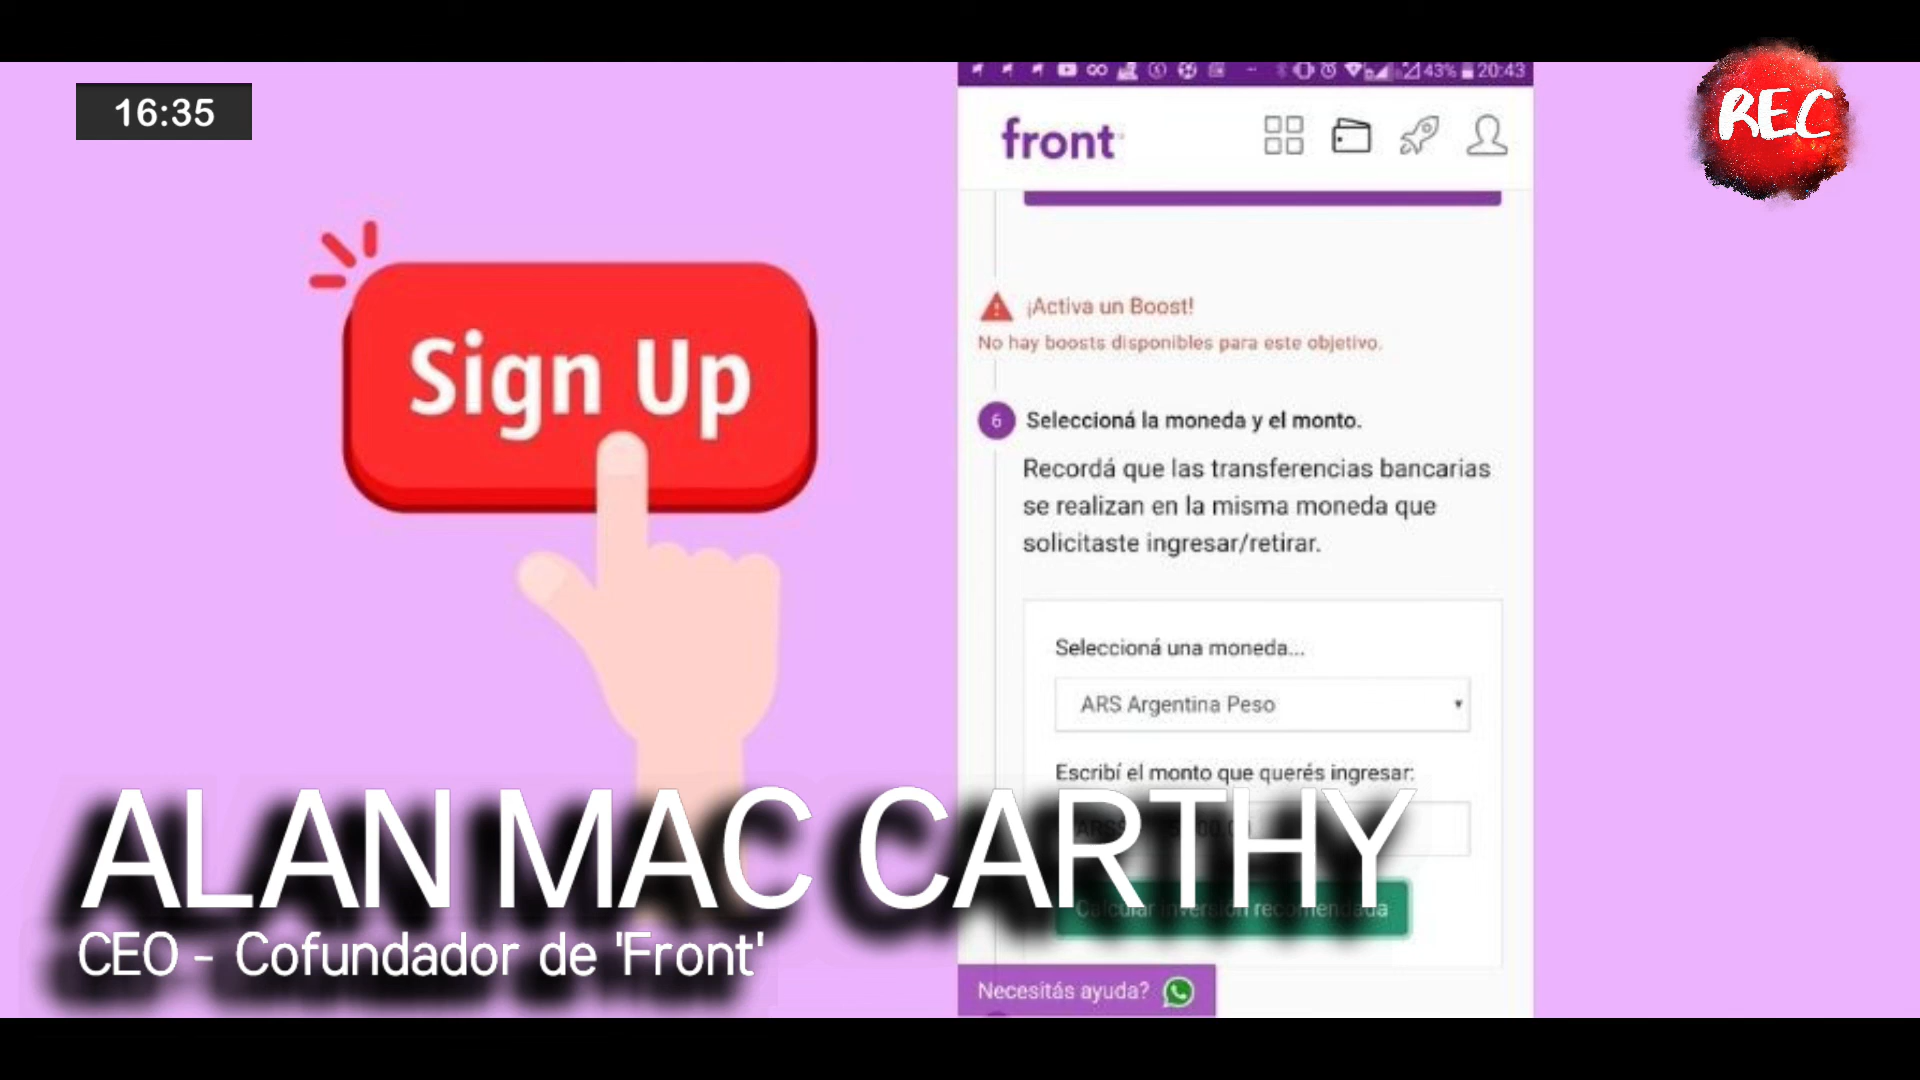 16:35
REC
43% 20:43
front
Sign Up
¡Activa un Boost!
No hay boosts disponibles para este objetivo.
6 Seleccioná la moneda y el monto.
Recordá que las transferencias bancarias
se realizan en la misma moneda que
solicitaste ingresar/retirar.
Seleccioná una moneda...
ARS Argentina Peso
Escribí el monto que querés ingresar:
ALAN MAC CARTHY
Calcular inversión recomendada
CEO - Cofundador de 'Front'
Necesitás ayuda?